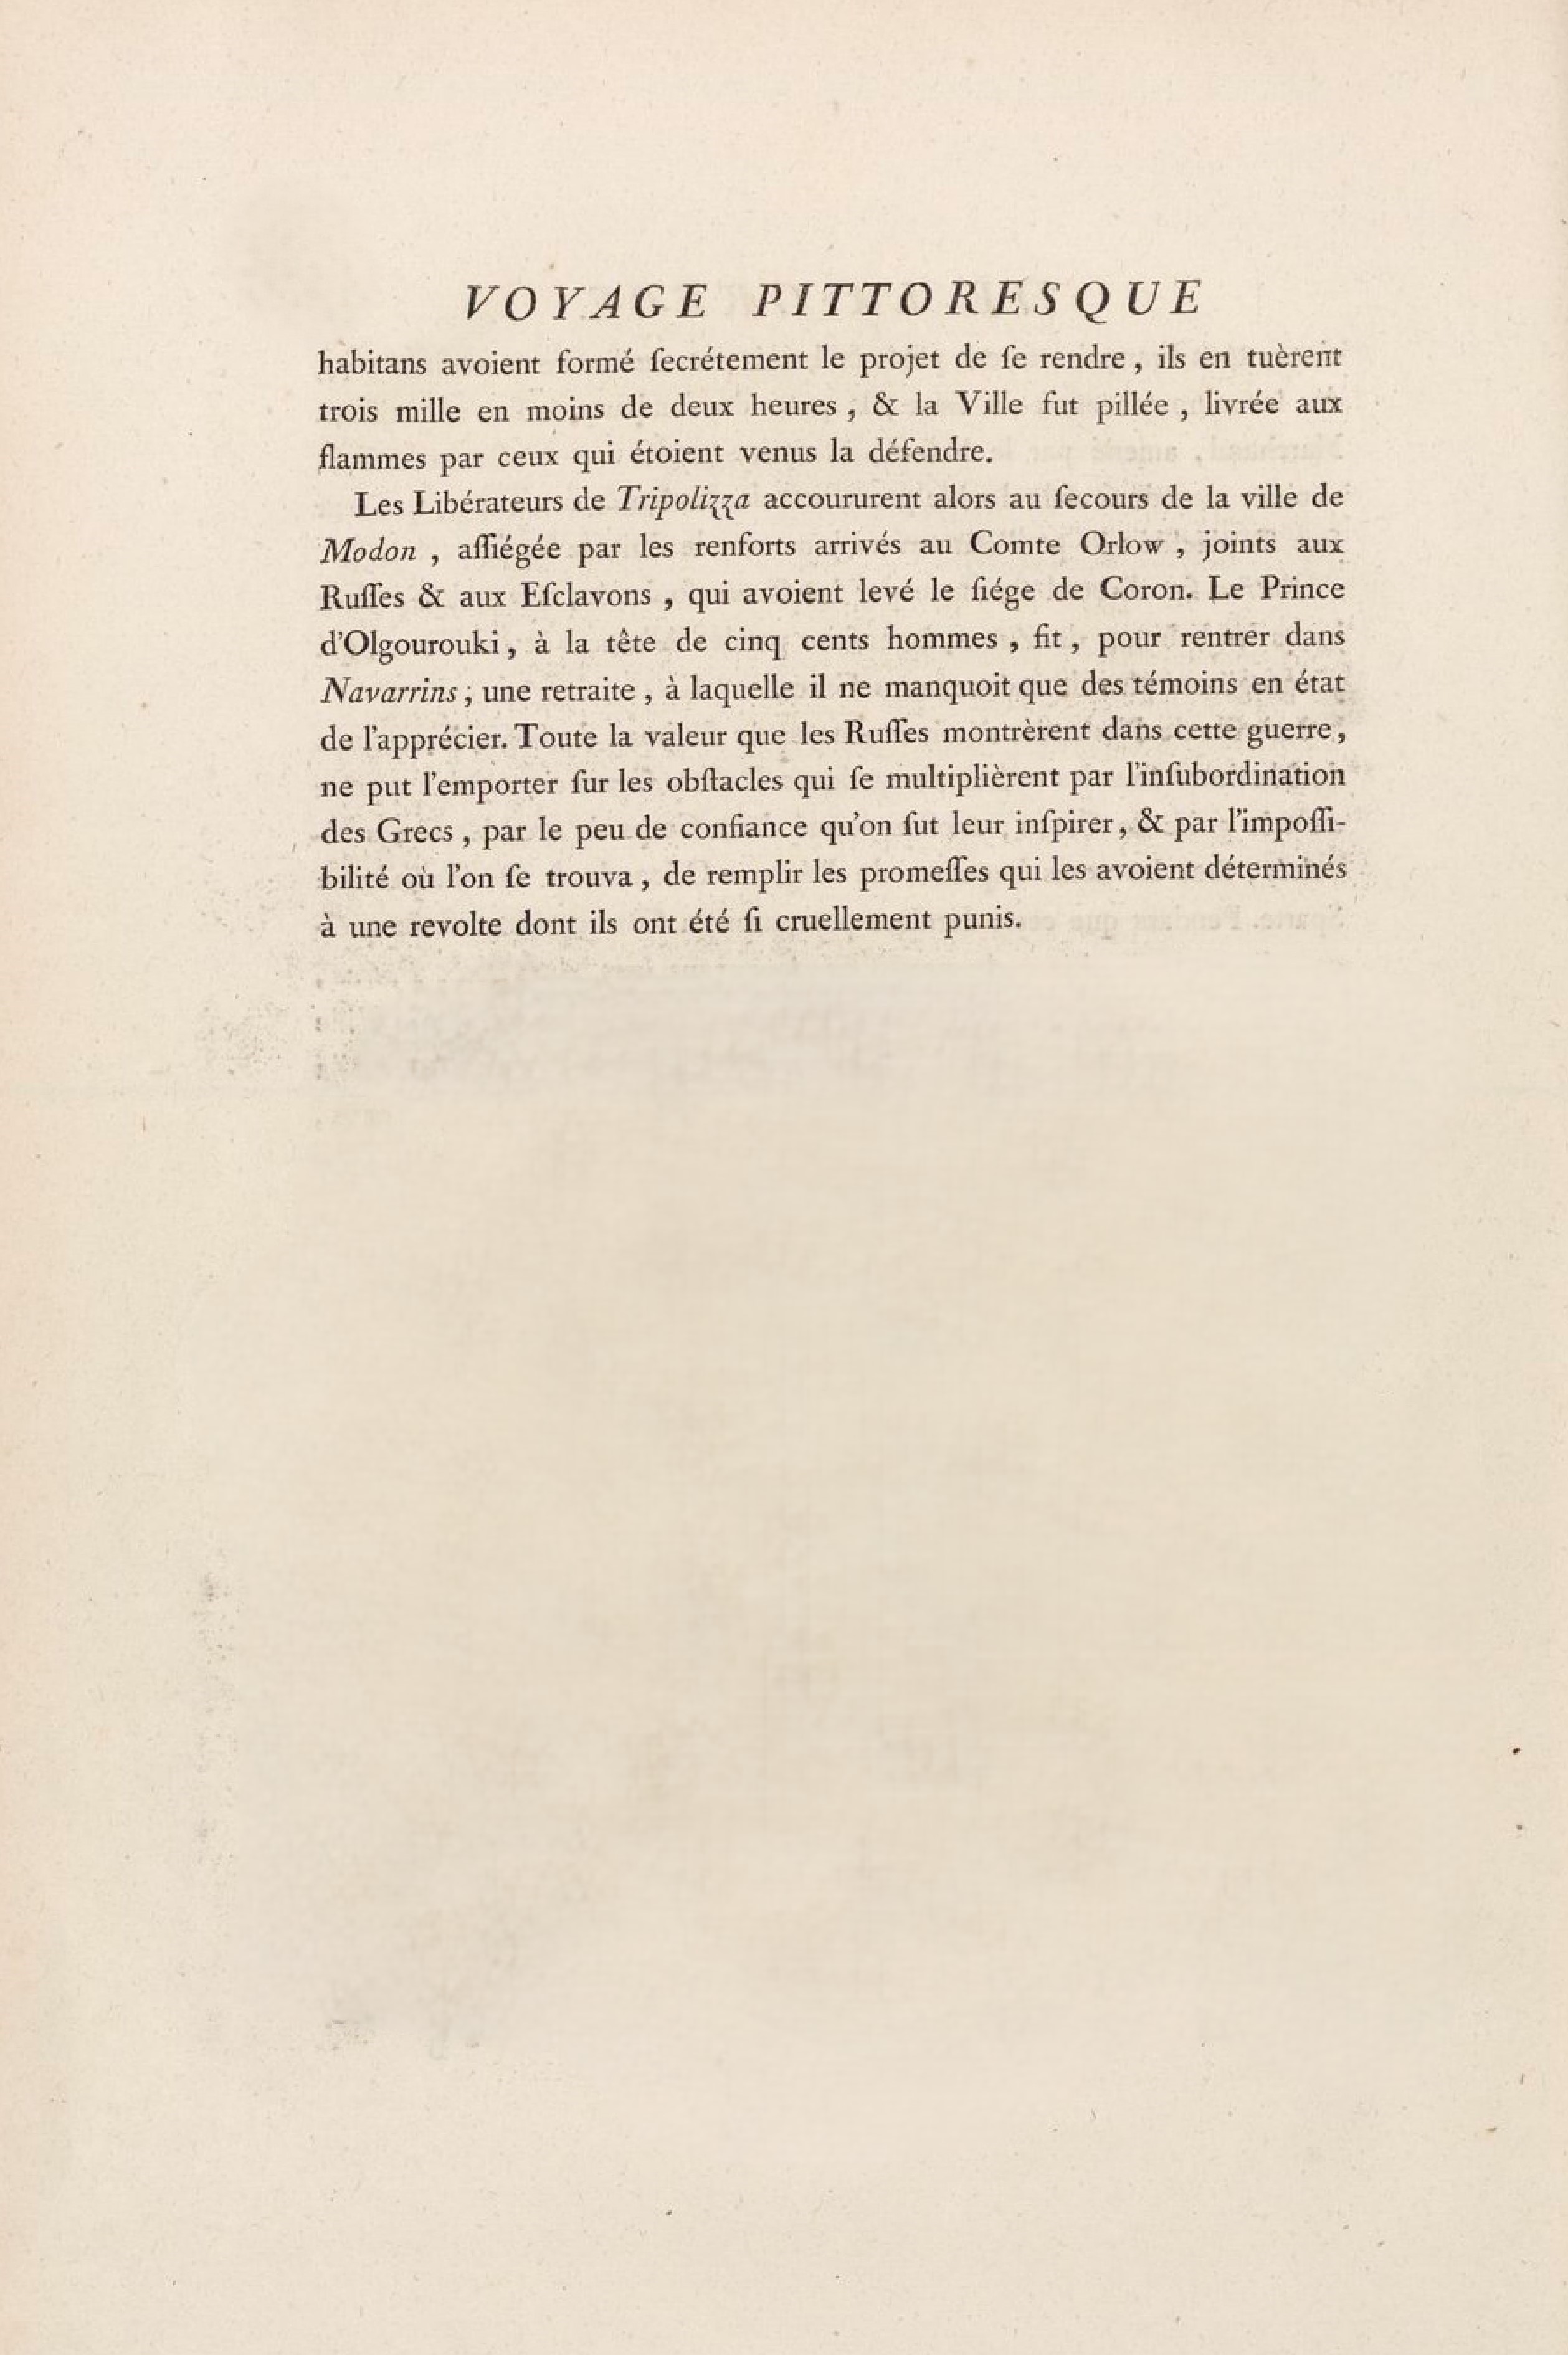 VOYAGE PITTORESQUE
habitans avoient formé ſecrétement le projet de ſe rendre, ils en tuèrent
trois mille en moins de deux heures, & la Ville fut pillée, livrée aux
flammes par ceux qui étoient venus la défendre.
Les Libérateurs de Tripolizza accoururent alors au ſecours de la ville de
Modon, aſſiégée par les renforts arrivés au Comte Orlow, joints aux
Ruſſes & aux Eſclavons, qui avoient levé le ſiége de Coron. Le Prince
d'Olgourouki, à la tête de cinq cents hommes, fit, pour rentrer dans
Navarrins, une retraite, à laquelle il ne manquoit que des témoins en état
de l'apprécier. Toute la valeur que les Ruſſes montrèrent dans cette guerre,
ne put l'emporter ſur les obſtacles qui ſe multiplièrent par l'inſubordination
des Grecs, par le peu de confiance qu'on ſut leur inſpirer, & par l'impoſſi-
bilité où l'on ſe trouva, de remplir les promeſſes qui les avoient déterminés
à une revolte dont ils ont été ſi cruellement punis.